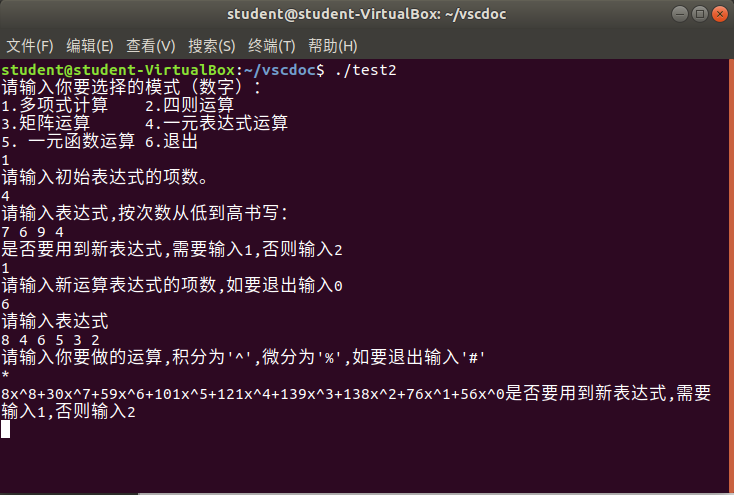 student@student-VirtualBox: ~/vscdoc
文件(F) 编辑(E) 查看(V) 搜索(S) 终端(T) 帮助(H)
student@student-VirtualBox:~/vscdoc$ ./test2
请输入你要选择的模式（数字）：
1.多项式计算 2.四则运算
3.矩阵运算 4.一元表达式运算
5. 一元函数运算 6.退出
1
请输入初始表达式的项数。
4
请输入表达式,按次数从低到高书写：
7 6 9 4
是否要用到新表达式,需要输入1,否则输入2
1
请输入新运算表达式的项数,如要退出输入0
6
请输入表达式
8 4 6 5 3 2
请输入你要做的运算,积分为'^',微分为'%',如要退出输入'#'
*
8x^8+30x^7+59x^6+101x^5+121x^4+139x^3+138x^2+76x^1+56x^0是否要用到新表达式,需要
输入1,否则输入2